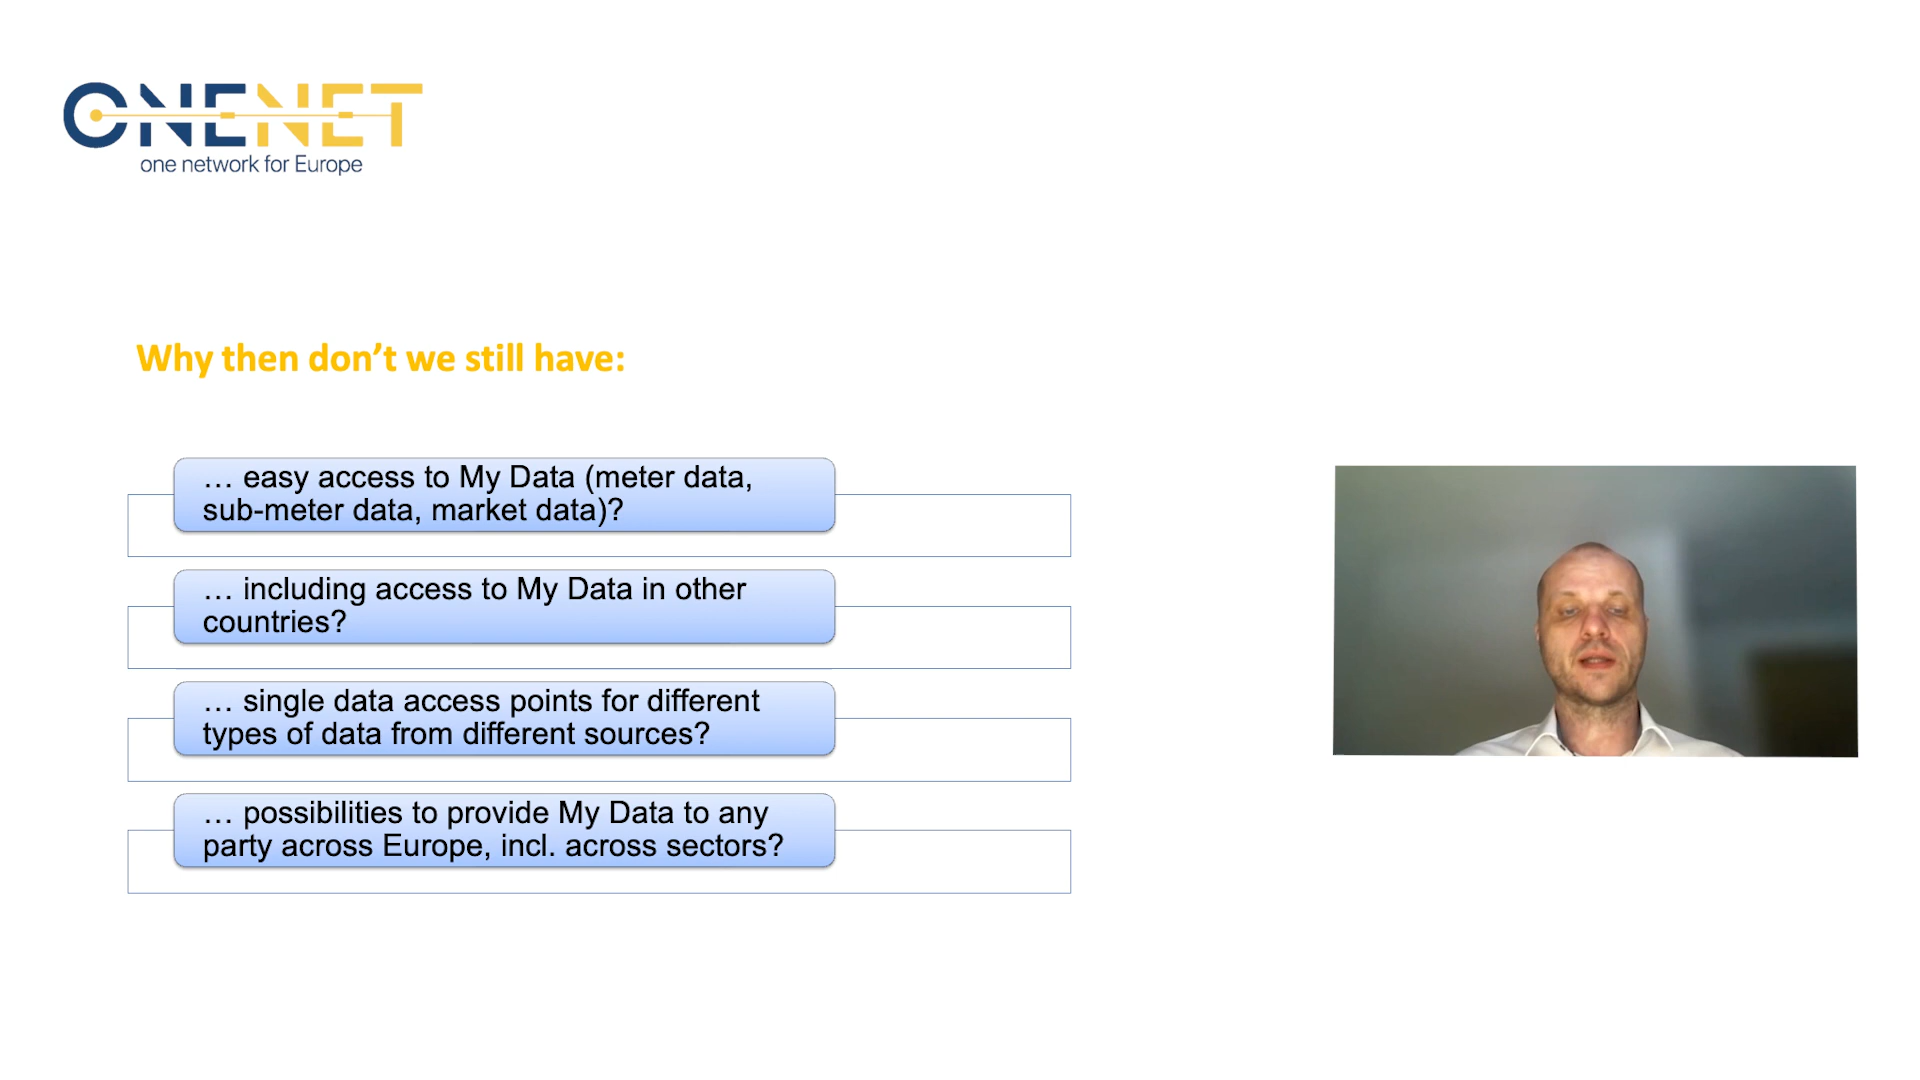 ONENET
one network for Europe
Why then don’t we still have:
… easy access to My Data (meter data,
sub-meter data, market data)?
… including access to My Data in other
countries?
… single data access points for different
types of data from different sources?
… possibilities to provide My Data to any
party across Europe, incl. across sectors?